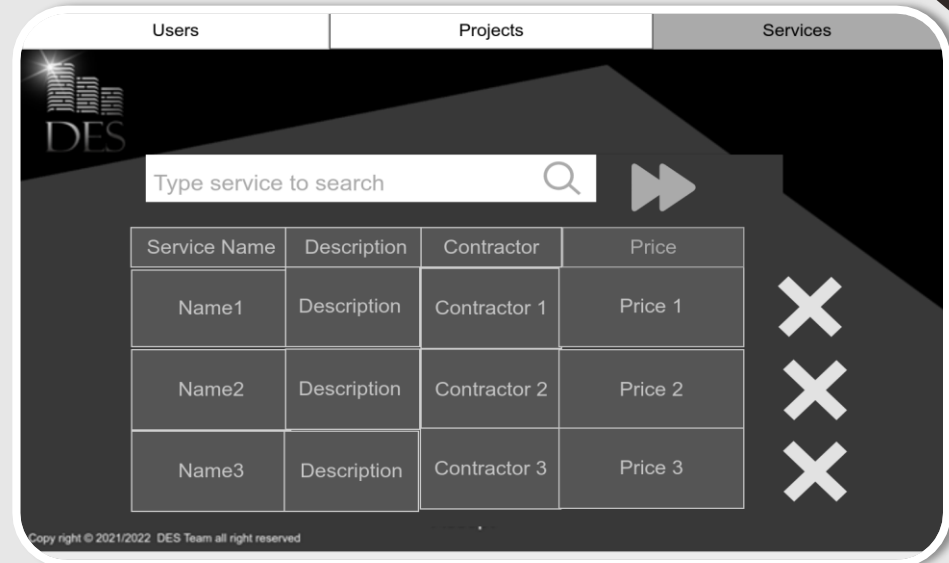 Users Projects Services
DES
Type service to search
Service Name Description Contractor Price
Name1 Description Contractor 1 Price 1
Name2 Description Contractor 2 Price 2
Name3 Description Contractor 3 Price 3
Copy right © 2021/2022 DES Team all right reserved